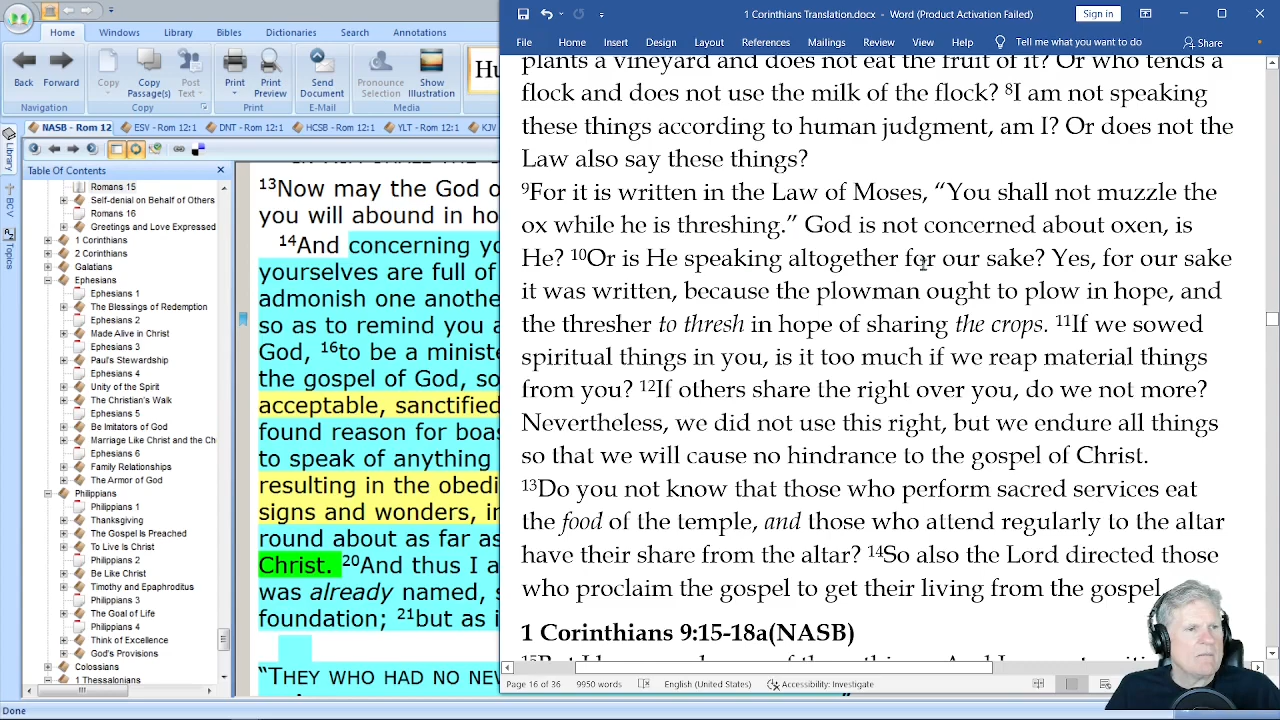 Home Windows Library Bibles Dictionaries Search Annotations
Back Forward Copy Copy Passage(s) Post Text Print Print Preview Send Document Pronounce Selection Show Illustration
Navigation Copy Print E-Mail Media
NASB - Rom 12 ESV - Rom 12:1 DNT - Rom 12:1 HCSB - Rom 12:1 YLT - Rom 12:1 KJV
Library
BCV
Topics
Table Of Contents
Romans 15
Self-denial on Behalf of Others
Romans 16
Greetings and Love Expressed
1 Corinthians
2 Corinthians
Galatians
Ephesians
Ephesians 1
The Blessings of Redemption
Ephesians 2
Made Alive in Christ
Ephesians 3
Paul's Stewardship
Ephesians 4
Unity of the Spirit
The Christian's Walk
Ephesians 5
Be Imitators of God
Marriage Like Christ and the Ch
Ephesians 6
Family Relationships
The Armor of God
Philippians
Philippians 1
Thanksgiving
The Gospel Is Preached
To Live Is Christ
Philippians 2
Be Like Christ
Timothy and Epaphroditus
Philippians 3
The Goal of Life
Philippians 4
Think of Excellence
God's Provisions
Colossians
1 Thessalonians
Done
13Now may the God o
you will abound in ho
14And concerning yo
yourselves are full of
admonish one anothe
so as to remind you a
God, 16to be a ministe
the gospel of God, so
acceptable, sanctified
found reason for boas
to speak of anything
resulting in the obedi
signs and wonders, in
round about as far as
Christ. 20And thus I a
was already named, s
foundation; 21but as i
“THEY WHO HAD NO NEW
1 Corinthians Translation.docx - Word (Product Activation Failed) Sign in
File Home Insert Design Layout References Mailings Review View Help Tell me what you want to do Share
plants a vineyard and does not eat the fruit of it? Or who tends a
flock and does not use the milk of the flock? 8I am not speaking
these things according to human judgment, am I? Or does not the
Law also say these things?
9For it is written in the Law of Moses, “You shall not muzzle the
ox while he is threshing.” God is not concerned about oxen, is
He? 10Or is He speaking altogether for our sake? Yes, for our sake
it was written, because the plowman ought to plow in hope, and
the thresher to thresh in hope of sharing the crops. 11If we sowed
spiritual things in you, is it too much if we reap material things
from you? 12If others share the right over you, do we not more?
Nevertheless, we did not use this right, but we endure all things
so that we will cause no hindrance to the gospel of Christ.
13Do you not know that those who perform sacred services eat
the food of the temple, and those who attend regularly to the altar
have their share from the altar? 14So also the Lord directed those
who proclaim the gospel to get their living from the gospel.
1 Corinthians 9:15-18a(NASB)
Page 16 of 36 9950 words English (United States) Accessibility: Investigate